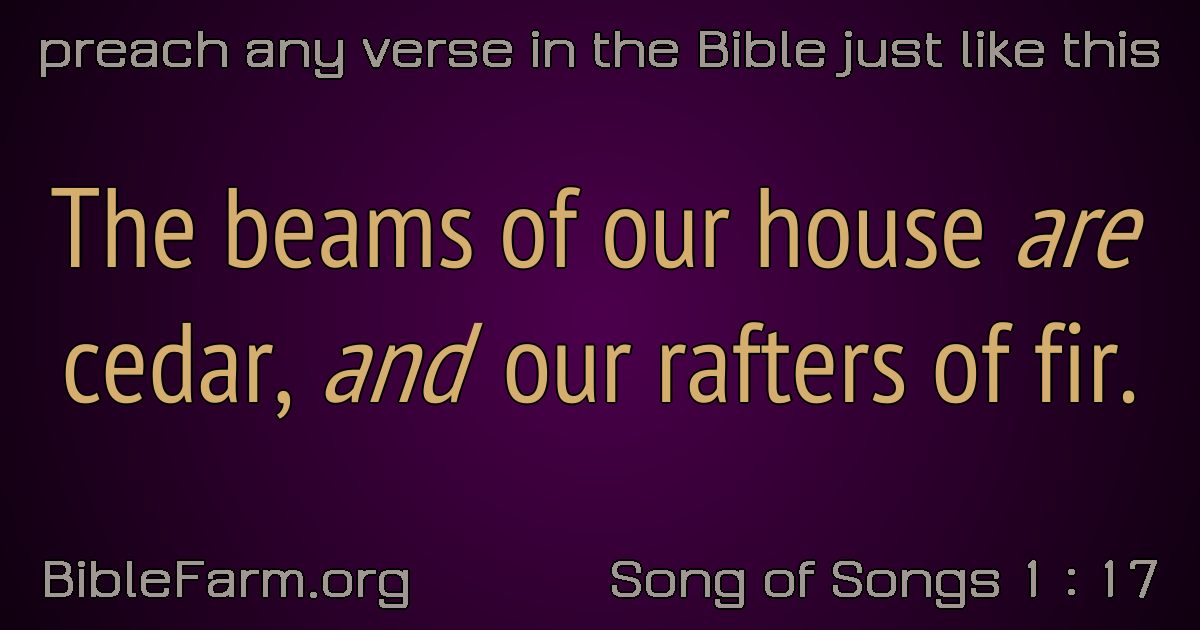 preach any verse in the Bible just like this
The beams of our house are
cedar, and our rafters of fir.
BibleFarm.org
Song of Songs 1 : 17